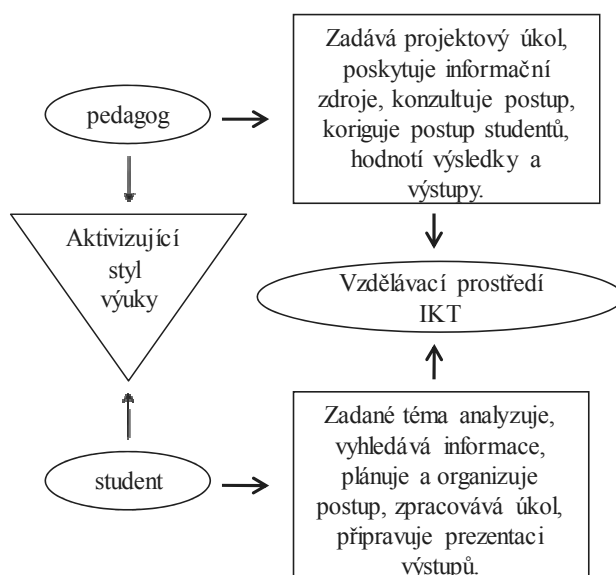 Zadává projektový úkol,
poskytuje informační
zdroje, konzultuje postup,
koriguje postup studentů,
hodnotí výsledky a
výstupy.
pedagog
Aktivizující
styl
výuky
Vzdělávací prostředí
IKT
student
Zadané téma analyzuje,
vyhledává informace,
plánuje a organizuje
postup, zpracovává úkol,
připravuje prezentaci
výstupů.